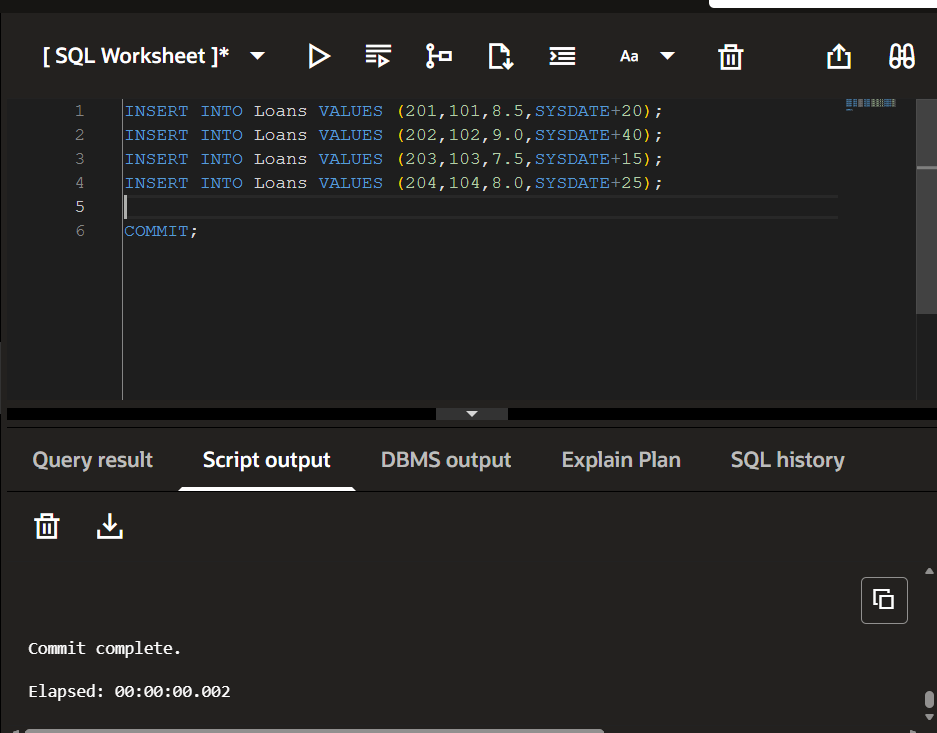 [ SQL Worksheet ]*
Aa
1 INSERT INTO Loans VALUES (201,101,8.5,SYSDATE+20);
2 INSERT INTO Loans VALUES (202,102,9.0,SYSDATE+40);
3 INSERT INTO Loans VALUES (203,103,7.5,SYSDATE+15);
4 INSERT INTO Loans VALUES (204,104,8.0,SYSDATE+25);
5
6 COMMIT;
Query result Script output DBMS output Explain Plan SQL history
Commit complete.
Elapsed: 00:00:00.002